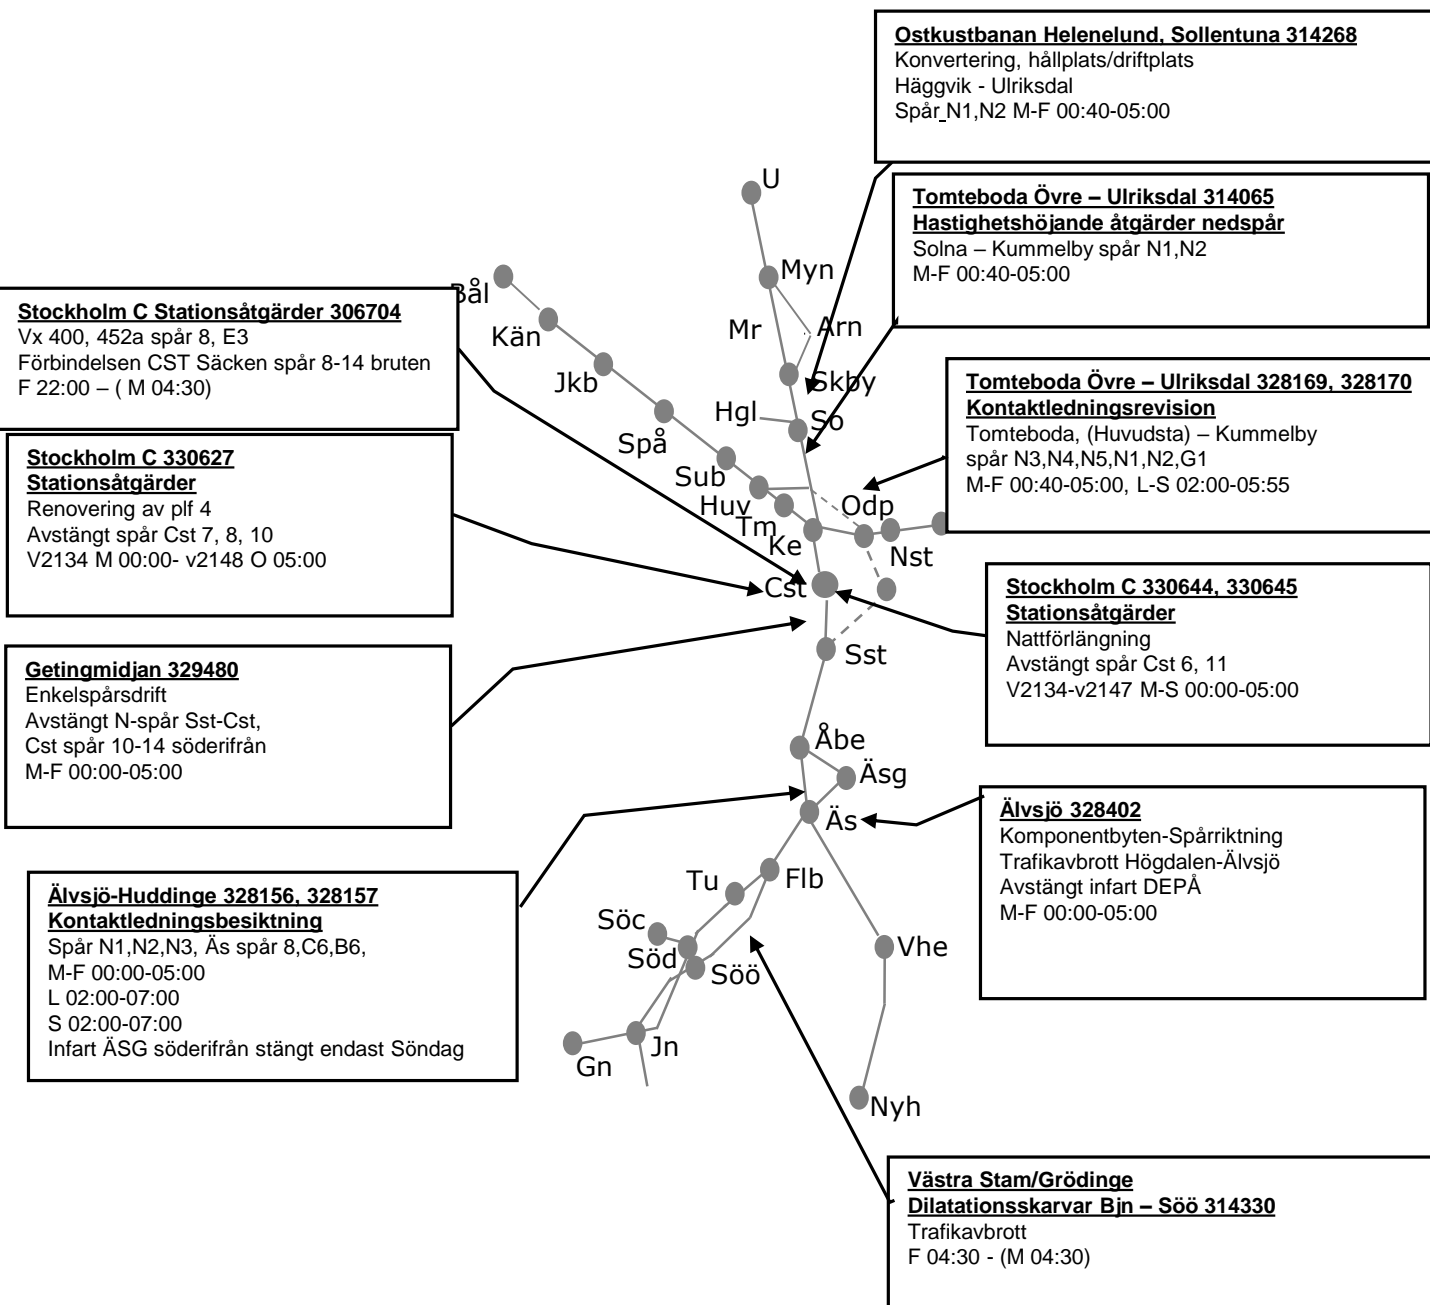 Ostkustbanan Helenelund, Sollentuna 314268
Konvertering, hållplats/driftplats
Häggvik - Ulriksdal
Spår N1,N2 M-F 00:40-05:00
Tomteboda Övre – Ulriksdal 314065
Hastighetshöjande åtgärder nedspår
Solna – Kummelby spår N1,N2
M-F 00:40-05:00
Stockholm C Stationsåtgärder 306704
Vx 400, 452a spår 8, E3
Förbindelsen CST Säcken spår 8-14 bruten
F 22:00 – ( M 04:30)
Tomteboda Övre – Ulriksdal 328169, 328170
Kontaktledningsrevision
Tomteboda, (Huvudsta) – Kummelby
spår N3,N4,N5,N1,N2,G1
M-F 00:40-05:00, L-S 02:00-05:55
Stockholm C 330627
Stationsåtgärder
Renovering av plf 4
Avstängt spår Cst 7, 8, 10
V2134 M 00:00- v2148 O 05:00
Stockholm C 330644, 330645
Stationsåtgärder
Nattförlängning
Avstängt spår Cst 6, 11
V2134-v2147 M-S 00:00-05:00
Getingmidjan 329480
Enkelspårsdrift
Avstängt N-spår Sst-Cst,
Cst spår 10-14 söderifrån
M-F 00:00-05:00
Älvsjö 328402
Komponentbyten-Spårriktning
Trafikavbrott Högdalen-Älvsjö
Avstängt infart DEPÅ
M-F 00:00-05:00
Älvsjö-Huddinge 328156, 328157
Kontaktledningsbesiktning
Spår N1,N2,N3, Äs spår 8,C6,B6,
M-F 00:00-05:00
L 02:00-07:00
S 02:00-07:00
Infart ÄSG söderifrån stängt endast Söndag
Västra Stam/Grödinge
Dilatationsskarvar Bjn – Söö 314330
Trafikavbrott
F 04:30 - (M 04:30)
U
Myn
Bål
Kän
Mr
Arn
Jkb
Skby
Hgl
So
Spå
Sub
Huv
Odp
Tm
Ke
Nst
Cst
Sst
Åbe
Äsg
Äs
Flb
Tu
Söc
Söd
Söö
Vhe
Jn
Gn
Nyh